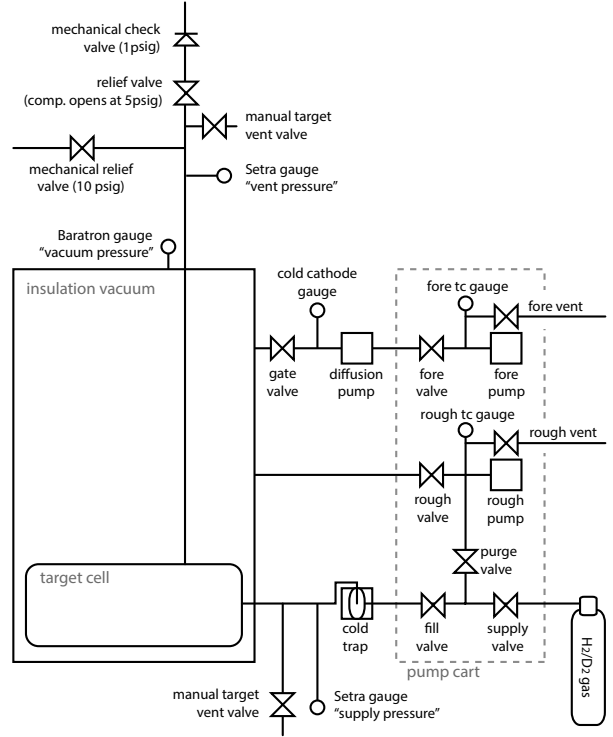 mechanical check
valve (1psig)
relief valve
(comp. opens at 5psig)
manual target
vent valve
mechanical relief
valve (10 psig)
Setra gauge
“vent pressure”
Baratron gauge
“vacuum pressure”
insulation vacuum
cold cathode
gauge
fore tc gauge
fore vent
gate
valve
diffusion
pump
fore
valve
fore
pump
rough tc gauge
rough vent
rough
valve
rough
pump
purge
valve
target cell
cold
trap
fill
valve
supply
valve
H2/D2 gas
pump cart
manual target
vent valve
Setra gauge
“supply pressure”